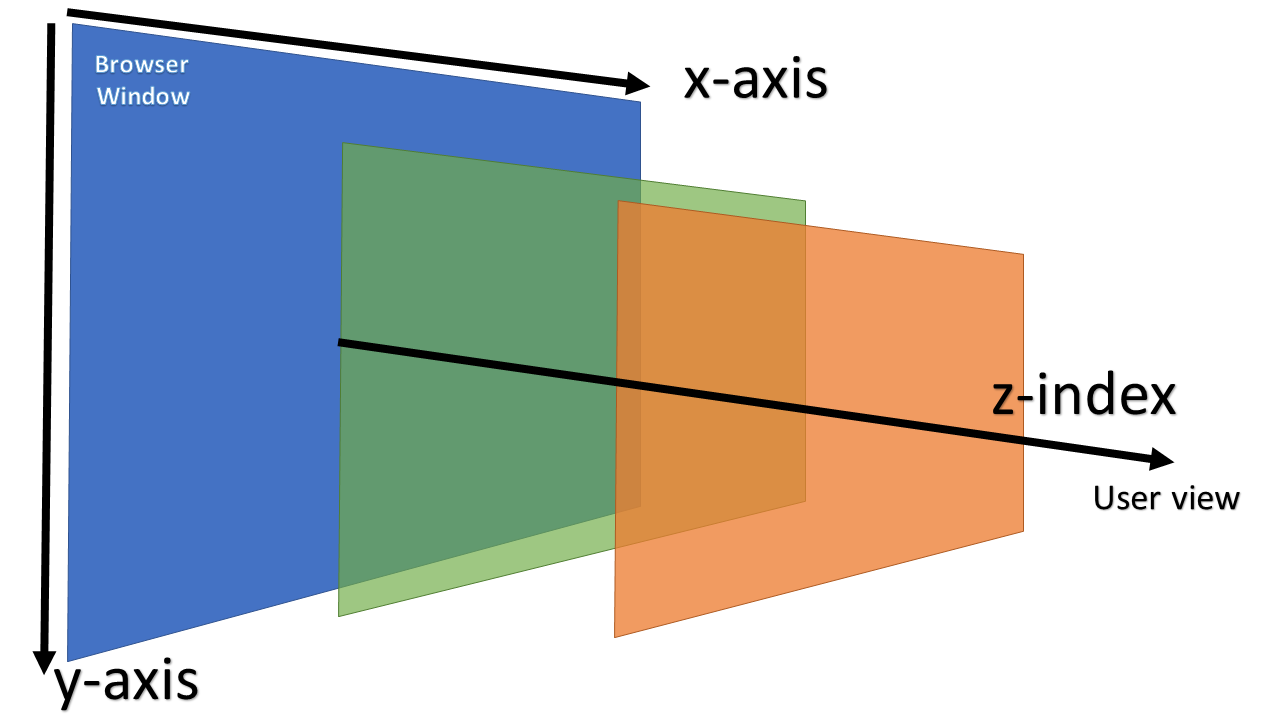 Browser
Window
x-axis
z-index
User view
y-axis